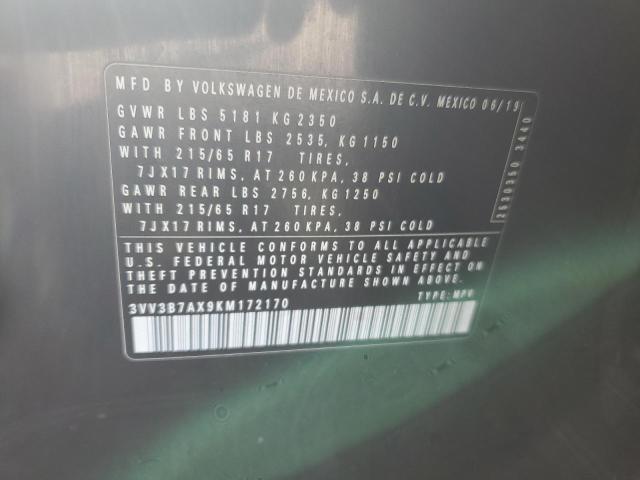 MFD BY VOLKSWAGEN DE MEXICO S.A. DE C.V. MEXICO 06/19
GVWR LBS 5181 KG 2350
GAWR FRONT LBS 2535, KG 1150
WITH 215/65 R17 TIRES,
7JX17 RIMS, AT 260 KPA, 38 PSI COLD
GAWR REAR LBS 2756, KG 1250
WITH 215/65 R17 TIRES,
7JX17 RIMS, AT 260 KPA, 38 PSI COLD
2630350 3440
THIS VEHICLE CONFORMS TO ALL APPLICABLE
U.S. FEDERAL MOTOR VEHICLE SAFETY AND
THEFT PREVENTION STANDARDS IN EFFECT ON
THE DATE OF MANUFACTURE SHOWN ABOVE.
3VV3B7AX9KM172170 TYPE: MPV